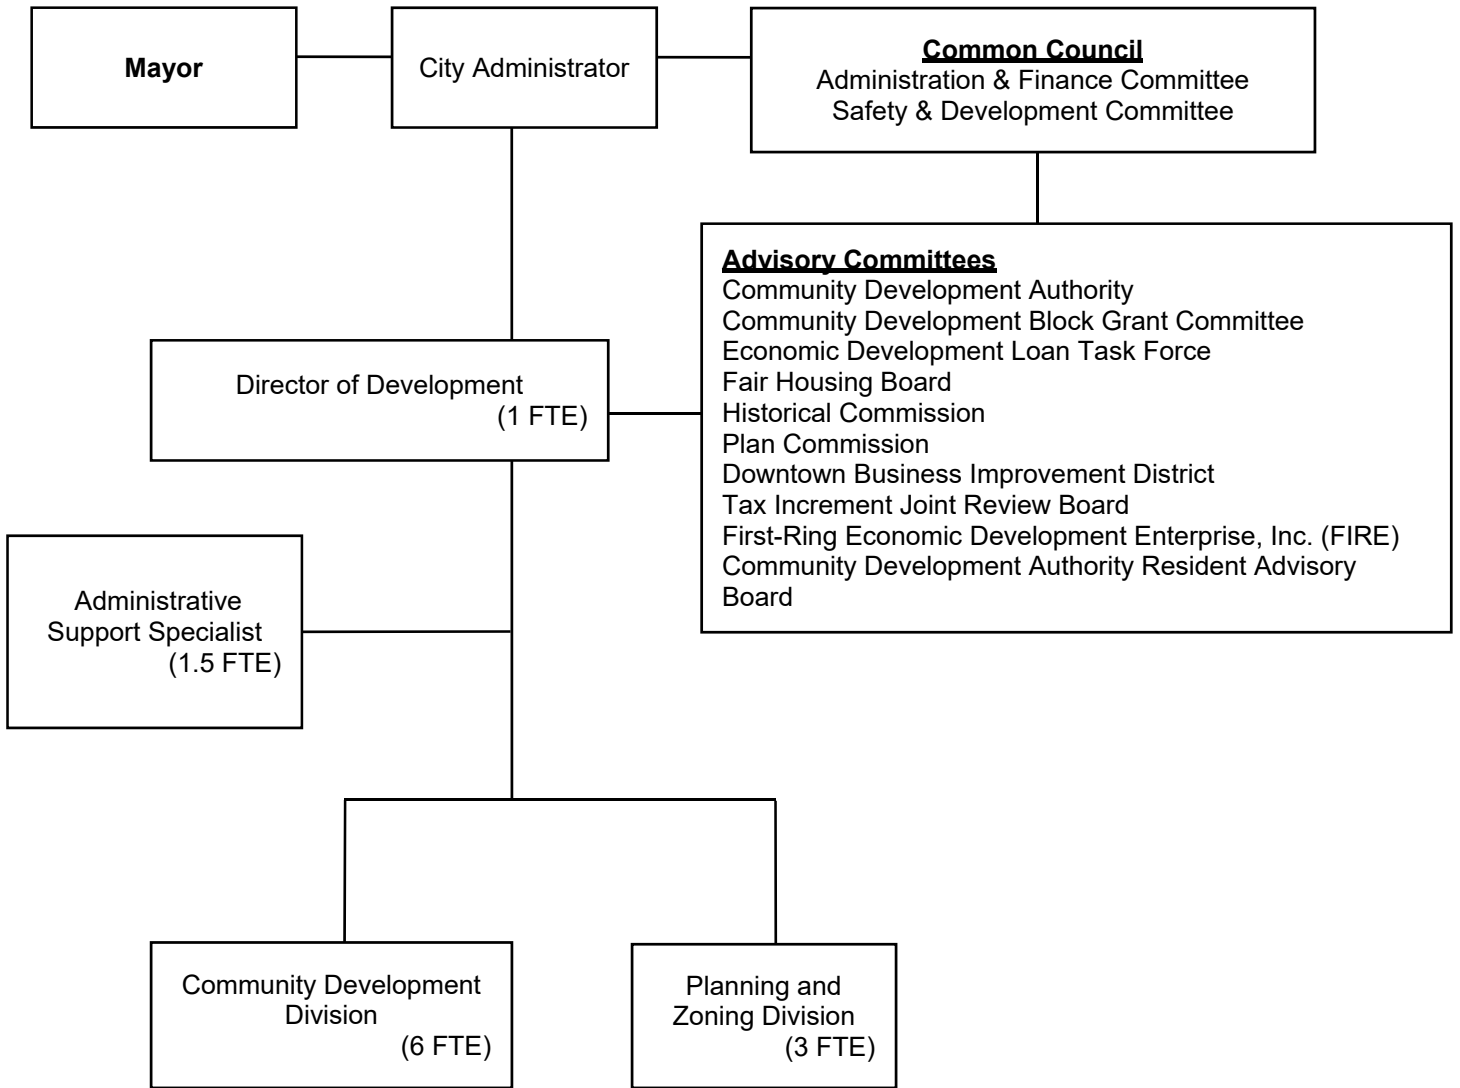 Mayor
City Administrator
Common Council
Administration & Finance Committee
Safety & Development Committee
Advisory Committees
Community Development Authority
Community Development Block Grant Committee
Economic Development Loan Task Force
Fair Housing Board
Historical Commission
Plan Commission
Downtown Business Improvement District
Tax Increment Joint Review Board
First-Ring Economic Development Enterprise, Inc. (FIRE)
Community Development Authority Resident Advisory
Board
Director of Development
(1 FTE)
Administrative
Support Specialist
(1.5 FTE)
Community Development
Division
(6 FTE)
Planning and
Zoning Division
(3 FTE)